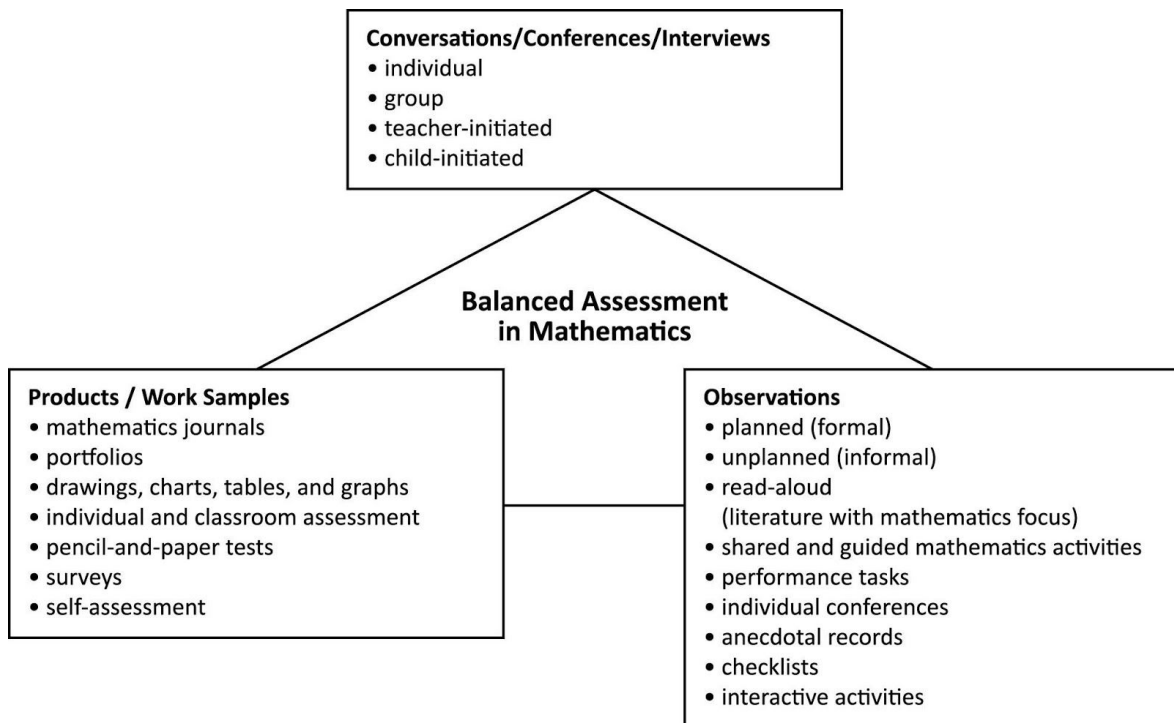 Conversations/Conferences/Interviews
• individual
• group
• teacher-initiated
• child-initiated
Balanced Assessment
in Mathematics
Products / Work Samples
• mathematics journals
• portfolios
• drawings, charts, tables, and graphs
• individual and classroom assessment
• pencil-and-paper tests
• surveys
• self-assessment
Observations
• planned (formal)
• unplanned (informal)
• read-aloud
(literature with mathematics focus)
• shared and guided mathematics activities
• performance tasks
• individual conferences
• anecdotal records
• checklists
• interactive activities